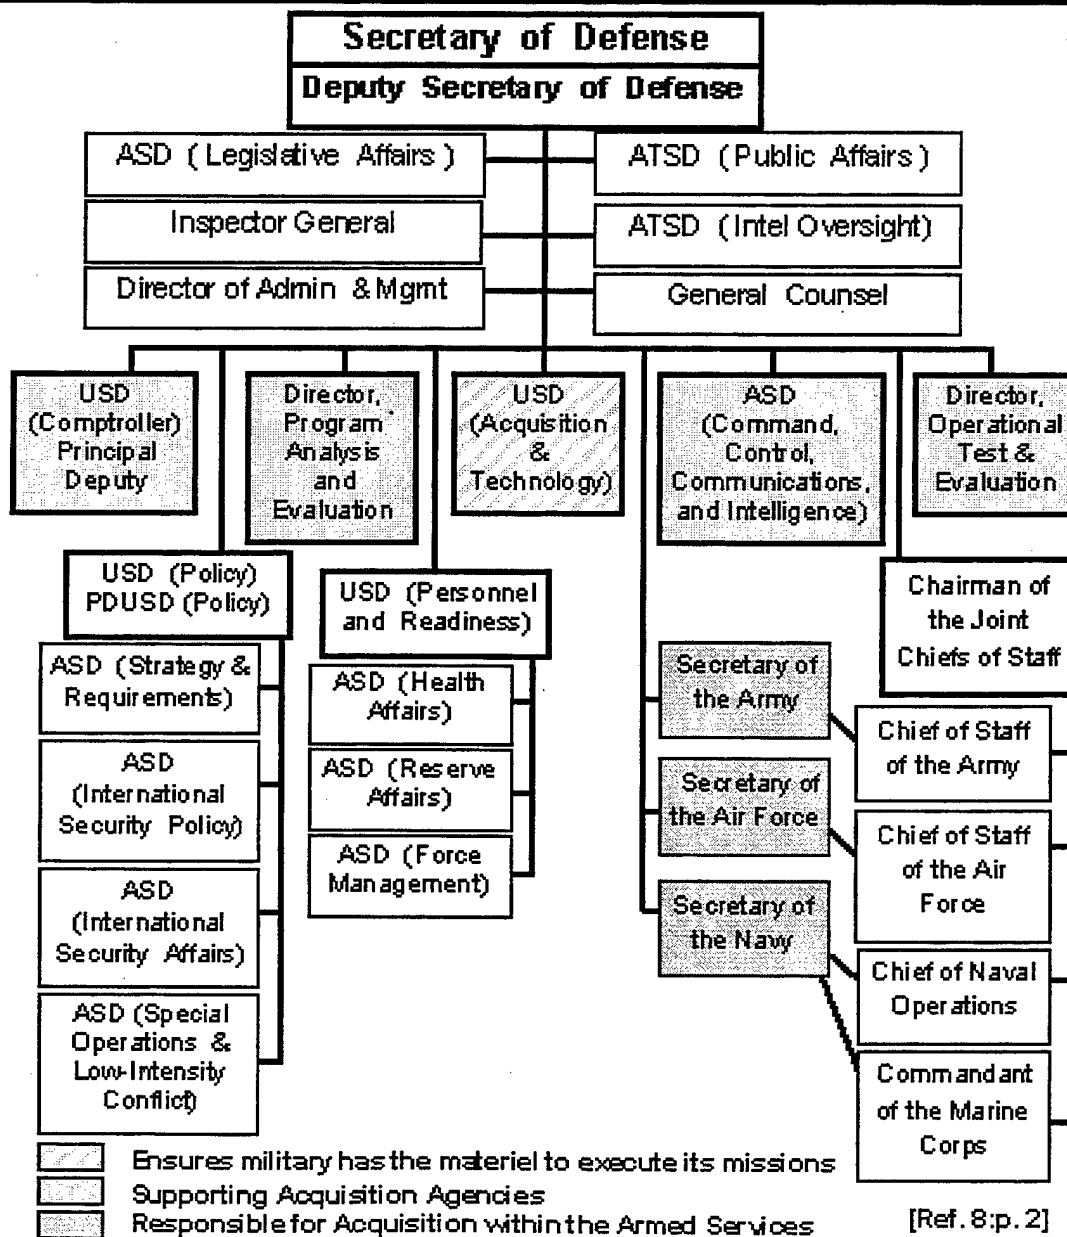 Secretary of Defense
Deputy Secretary of Defense
ASD (Legislative Affairs)
ATSD (Public Affairs)
Inspector General
ATSD (Intel Oversight)
Director of Admin & Mgmt
General Counsel
USD
(Comptroller)
Principal
Deputy
Director,
Program
Analysis
and
Evaluation
USD
(Acquisition
&
Technology)
ASD
(Command,
Control,
Communications,
and Intelligence)
Director,
Operational
Test &
Evaluation
USD (Policy)
PDUSD (Policy)
ASD (Strategy &
Requirements)
ASD
(International
Security Policy)
ASD
(International
Security Affairs)
ASD (Special
Operations &
Low-Intensity
Conflict)
USD (Personnel
and Readiness)
ASD (Health
Affairs)
ASD (Reserve
Affairs)
ASD (Force
Management)
Secretary of
the Army
Secretary of
the Air Force
Secretary of
the Navy
Chairman of
the Joint
Chiefs of Staff
Chief of Staff
of the Army
Chief of Staff
of the Air
Force
Chief of Naval
Operations
Commandant
of the Marine
Corps
Ensures military has the materiel to execute its missions
Supporting Acquisition Agencies
Responsible for Acquisition within the Armed Services
[Ref. 8:p. 2]